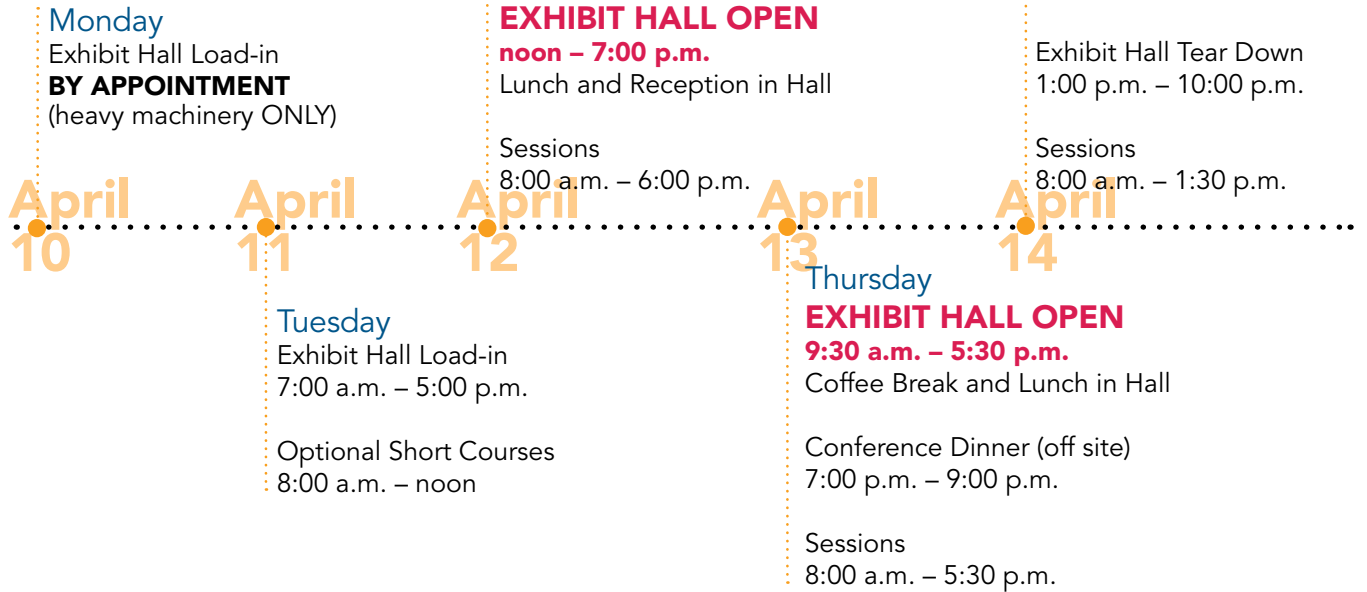 Monday
Exhibit Hall Load-in
BY APPOINTMENT
(heavy machinery ONLY)
April
10
April
11
Tuesday
Exhibit Hall Load-in
7:00 a.m. – 5:00 p.m.
Optional Short Courses
8:00 a.m. – noon
EXHIBIT HALL OPEN
noon – 7:00 p.m.
Lunch and Reception in Hall
Sessions
8:00 a.m. – 6:00 p.m.
April
12
April
13
Thursday
EXHIBIT HALL OPEN
9:30 a.m. – 5:30 p.m.
Coffee Break and Lunch in Hall
Conference Dinner (off site)
7:00 p.m. – 9:00 p.m.
Sessions
8:00 a.m. – 5:30 p.m.
Exhibit Hall Tear Down
1:00 p.m. – 10:00 p.m.
Sessions
8:00 a.m. – 1:30 p.m.
April
14